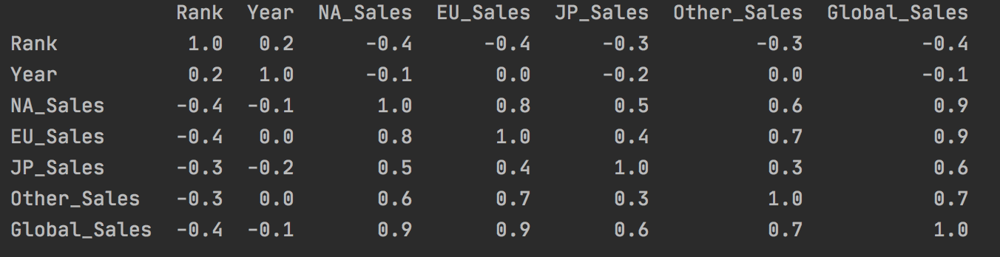 Rank Year NA_Sales EU_Sales JP_Sales Other_Sales Global_Sales
Rank 1.0 0.2 -0.4 -0.4 -0.3 -0.3 -0.4
Year 0.2 1.0 -0.1 0.0 -0.2 0.0 -0.1
NA_Sales -0.4 -0.1 1.0 0.8 0.5 0.6 0.9
EU_Sales -0.4 0.0 0.8 1.0 0.4 0.7 0.9
JP_Sales -0.3 -0.2 0.5 0.4 1.0 0.3 0.6
Other_Sales -0.3 0.0 0.6 0.7 0.3 1.0 0.7
Global_Sales -0.4 -0.1 0.9 0.9 0.6 0.7 1.0